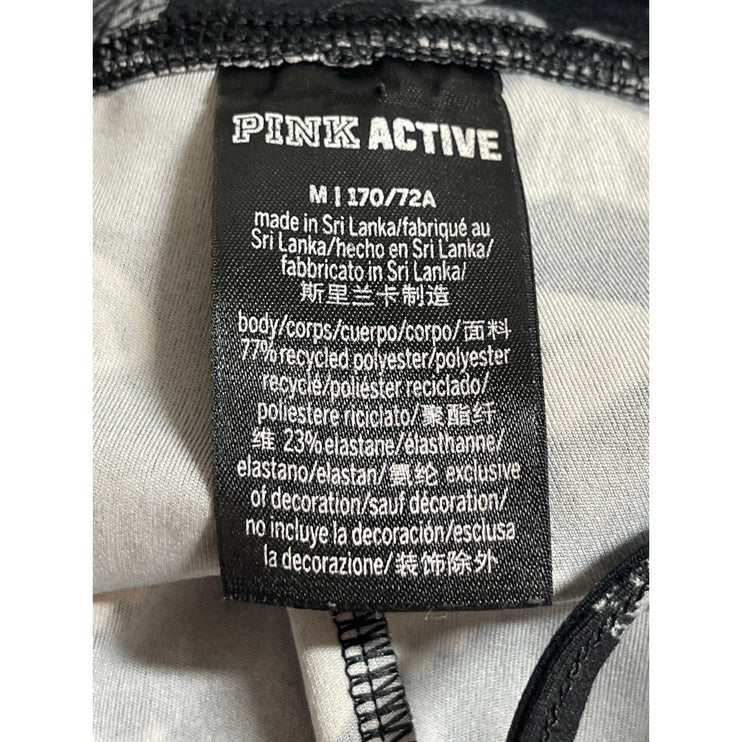 PINK ACTIVE
M | 170/72A
made in Sri Lanka/fabriqué au
Sri Lanka/hecho en Sri Lanka/
fabbricato in Sri Lanka/
斯里兰卡制造
body/corps/cuerpo/corpo/面料
77% recycled polyester/polyester
recyclé/poliéster reciclado/
poliestere riciclato/聚酯纤
维 23% elastane/élasthanne/
elastano/elastan/氨纶 exclusive
of decoration/sauf décoration/
no incluye la decoración/esclusa
la decorazione/装饰除外